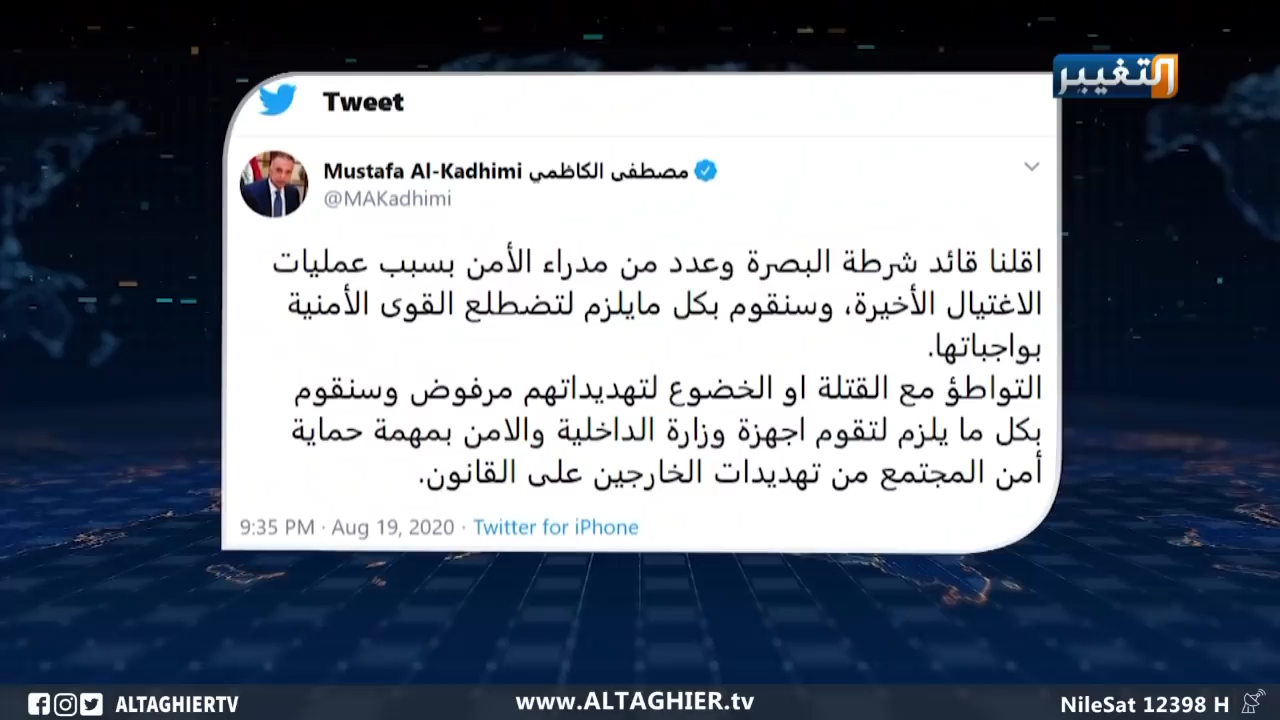 التغيير
Tweet
Mustafa Al-Kadhimi مصطفى الكاظمي
@MAKadhimi
اقلنا قائد شرطة البصرة وعدد من مدراء الأمن بسبب عمليات
الاغتيال الأخيرة، وسنقوم بكل مايلزم لتضطلع القوى الأمنية
بواجباتها.
التواطؤ مع القتلة او الخضوع لتهديداتهم مرفوض وسنقوم
بكل ما يلزم لتقوم اجهزة وزارة الداخلية والامن بمهمة حماية
أمن المجتمع من تهديدات الخارجين على القانون.
9:35 PM · Aug 19, 2020 · Twitter for iPhone
ALTAGHIERTV
www.ALTAGHIER.tv
NileSat 12398 H